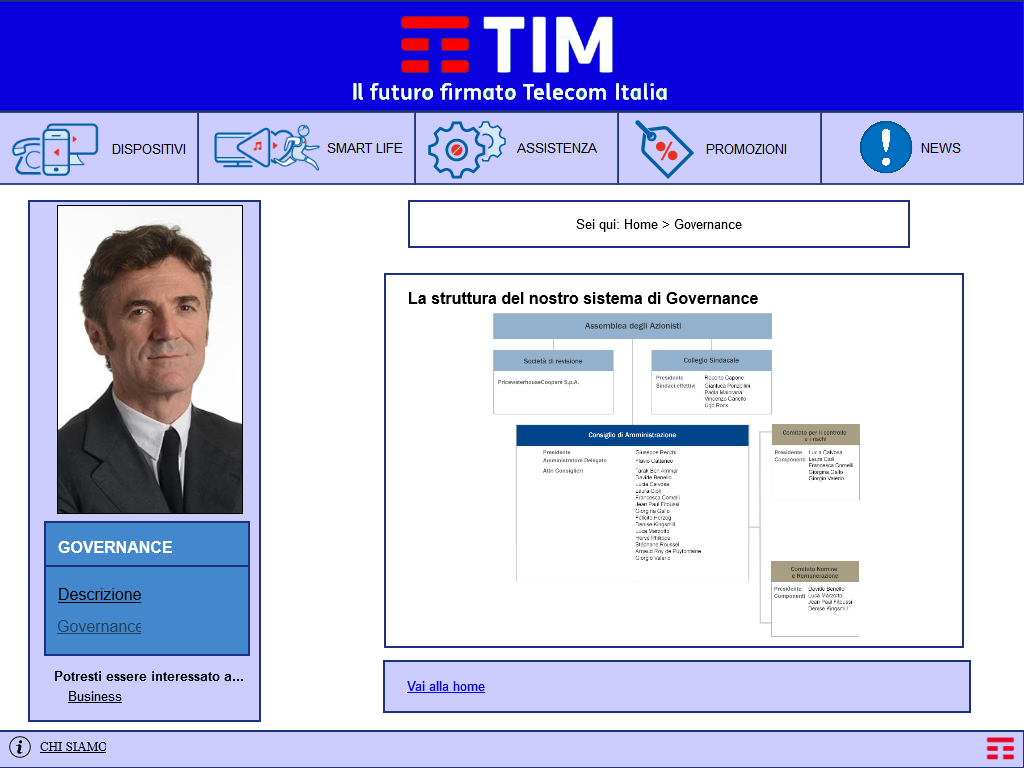 TIM
Il futuro firmato Telecom Italia
DISPOSITIVI
SMART LIFE
ASSISTENZA
PROMOZIONI
NEWS
Sei qui: Home > Governance
La struttura del nostro sistema di Governance
Assemblea degli Azionisti
Società di revisione
PricewaterhouseCoopers S.p.A.
Collegio Sindacale
Presidente Roberto Capone
Sindaci effettivi Gianluca Ponzellini
Paola Maiorana
Vincenzo Cariello
Ugo Rock
Consiglio di Amministrazione
Presidente Giuseppe Recchi
Amministratore Delegato Flavio Cattaneo
Altri Consiglieri Tarak Ben Ammar
Davide Benello
Lucia Calvosa
Laura Cioli
Francesca Cornelli
Jean Paul Fitoussi
Giorgina Gallo
Félicité Herzog
Denise Kingsmill
Luca Marzotto
Hervé Philippe
Stéphane Roussel
Arnaud Roy de Puyfontaine
Giorgio Valerio
Comitato per il controllo
e i rischi
Presidente Lucia Calvosa
Componenti Laura Cioli
Francesca Cornelli
Giorgina Gallo
Giorgio Valerio
Comitato Nomine
e Remunerazione
Presidente Davide Benello
Componenti Luca Marzotto
Jean Paul Fitoussi
Denise Kingsmill
GOVERNANCE
Descrizione
Governance
Potresti essere interessato a...
Business
Vai alla home
CHI SIAMO